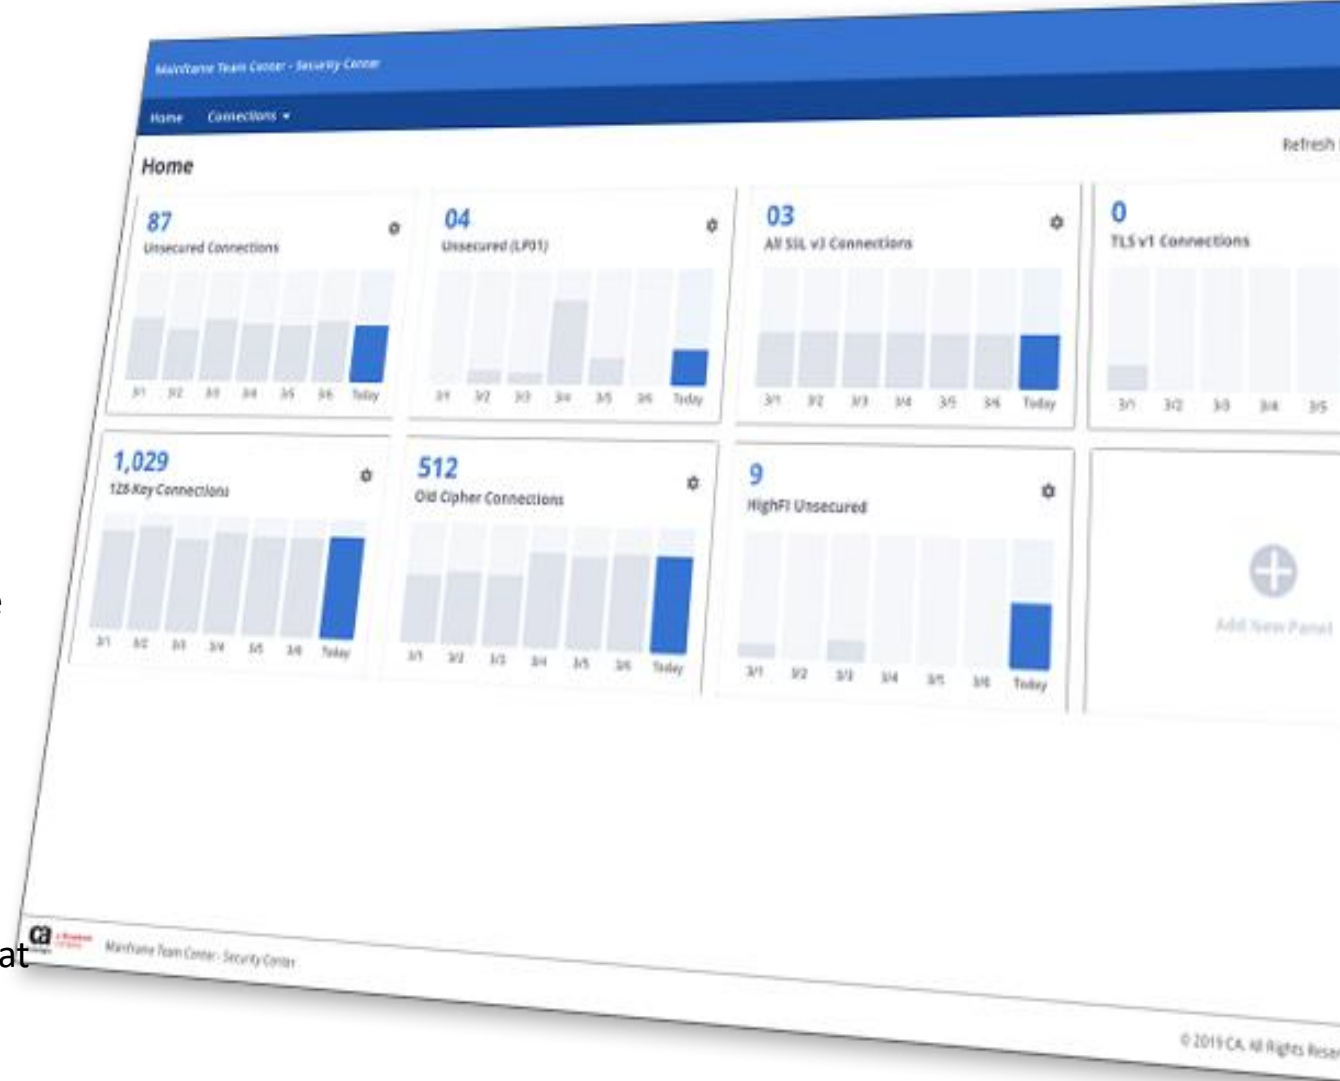 Mainframe Team Center - Security Center
Home Connections
Home
Refresh
87
Unsecured Connections
3/1 3/2 3/3 3/4 3/5 3/6 Today
04
Unsecured (LP01)
3/1 3/2 3/3 3/4 3/5 3/6 Today
03
All SSL v3 Connections
3/1 3/2 3/3 3/4 3/5 3/6 Today
0
TLS v1 Connections
3/1 3/2 3/3 3/4 3/5
1,029
128-Key Connections
3/1 3/2 3/3 3/4 3/5 3/6 Today
512
Old Cipher Connections
3/1 3/2 3/3 3/4 3/5 3/6 Today
9
HighFI Unsecured
3/1 3/2 3/3 3/4 3/5 3/6 Today
Add New Panel
e
at
ca
Mainframe Team Center - Security Center
© 2019 CA. All Rights Reser